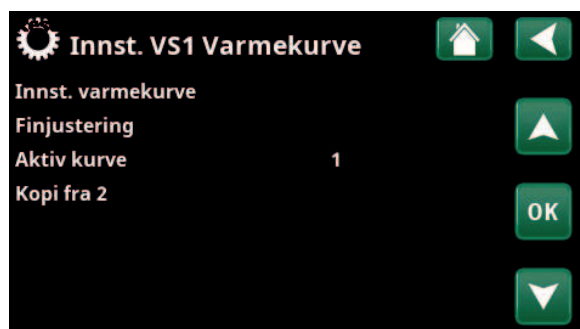 Innst. VS1 Varmekurve
Innst. varmekurve
Finjustering
Aktiv kurve 1
Kopi fra 2
OK